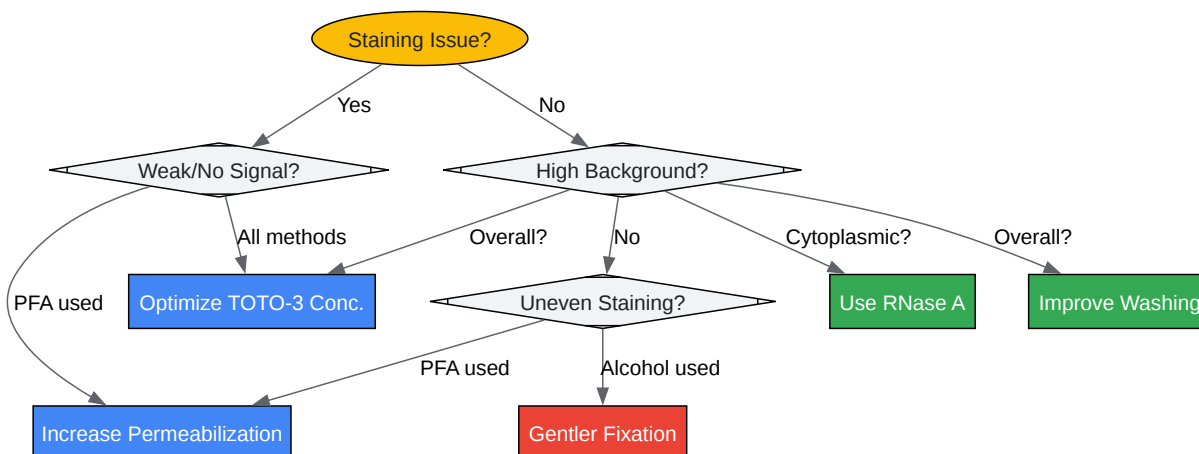 Staining Issue?
Yes
No
Weak/No Signal?
High Background?
All methods
Overall?
No
Cytoplasmic?
Overall?
PFA used
Optimize TOTO-3 Conc.
Uneven Staining?
Use RNase A
Improve Washing
PFA used
Alcohol used
Increase Permeabilization
Gentler Fixation